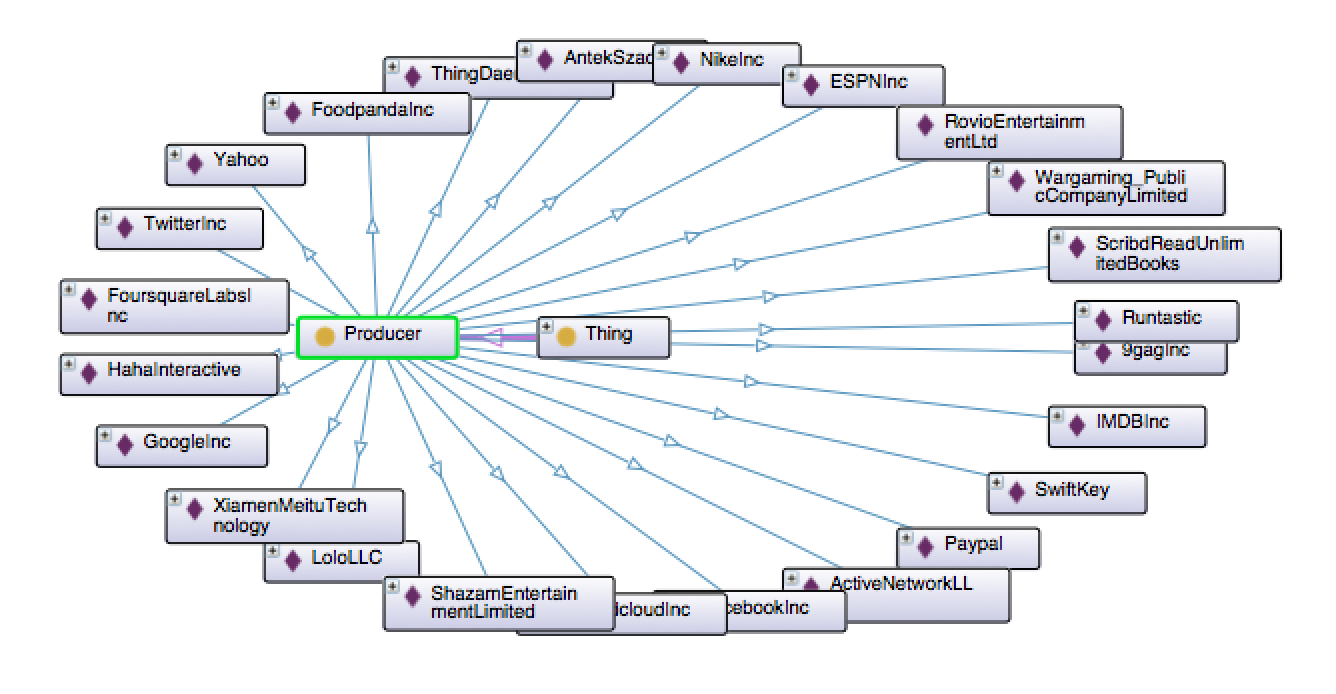 AntekSzad
NikeInc
ThingDae
ESPNInc
FoodpandaInc
RovioEntertainm
entLtd
Yahoo
Wargaming_Publi
cCompanyLimited
TwitterInc
ScribdReadUnlim
itedBooks
FoursquareLabsI
nc
Producer
Thing
Runtastic
9gagInc
HahaInteractive
IMDBInc
GoogleInc
SwiftKey
XiamenMeituTech
nology
Paypal
LoloLLC
ActiveNetworkLL
ShazamEntertain
mentLimited
icloudInc
cebookInc